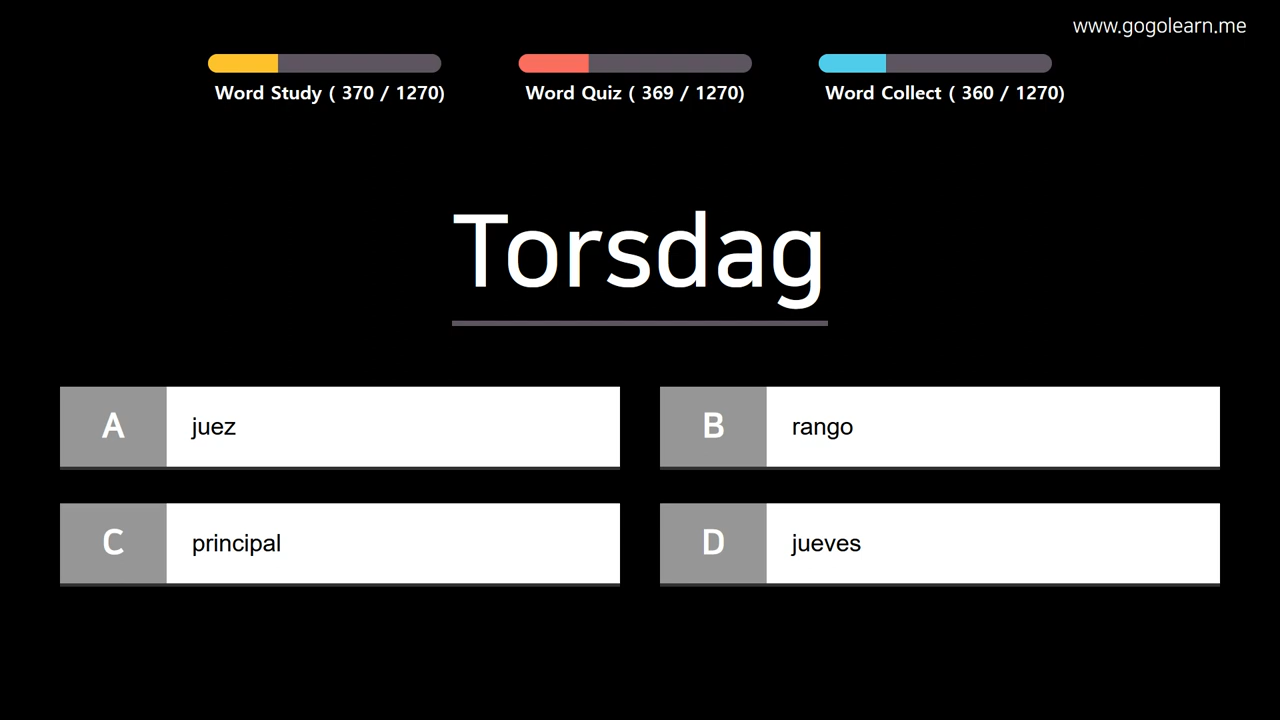 www.gogolearn.me
Word Study ( 370 / 1270)
Word Quiz ( 369 / 1270)
Word Collect ( 360 / 1270)
Torsdag
A juez
B rango
C principal
D jueves